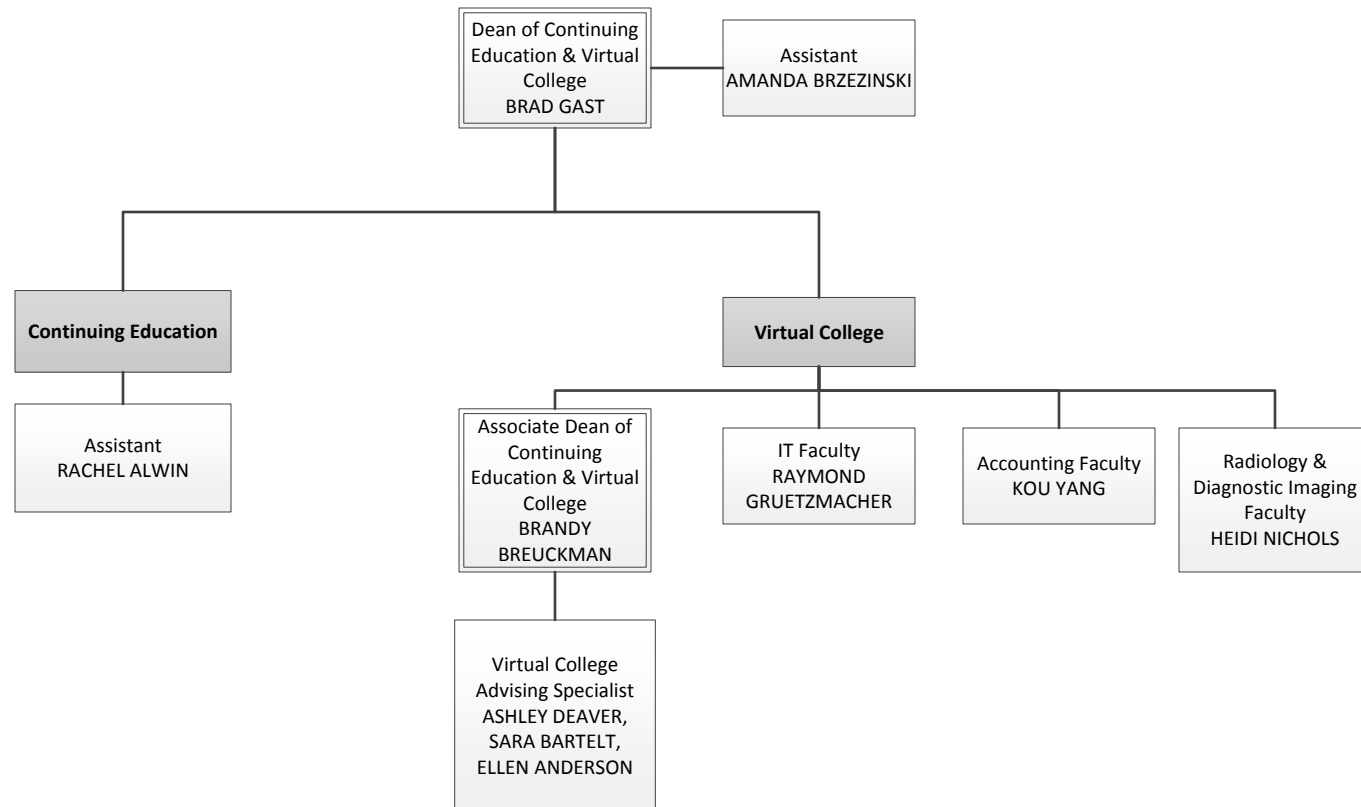 Dean of Continuing
Education & Virtual
College
BRAD GAST
Assistant
AMANDA BRZEZINSKI
Continuing Education
Virtual College
Assistant
RACHEL ALWIN
Associate Dean of
Continuing
Education & Virtual
College
BRANDY
BREUCKMAN
IT Faculty
RAYMOND
GRUETZMACHER
Accounting Faculty
KOU YANG
Radiology &
Diagnostic Imaging
Faculty
HEIDI NICHOLS
Virtual College
Advising Specialist
ASHLEY DEAVER,
SARA BARTELT,
ELLEN ANDERSON